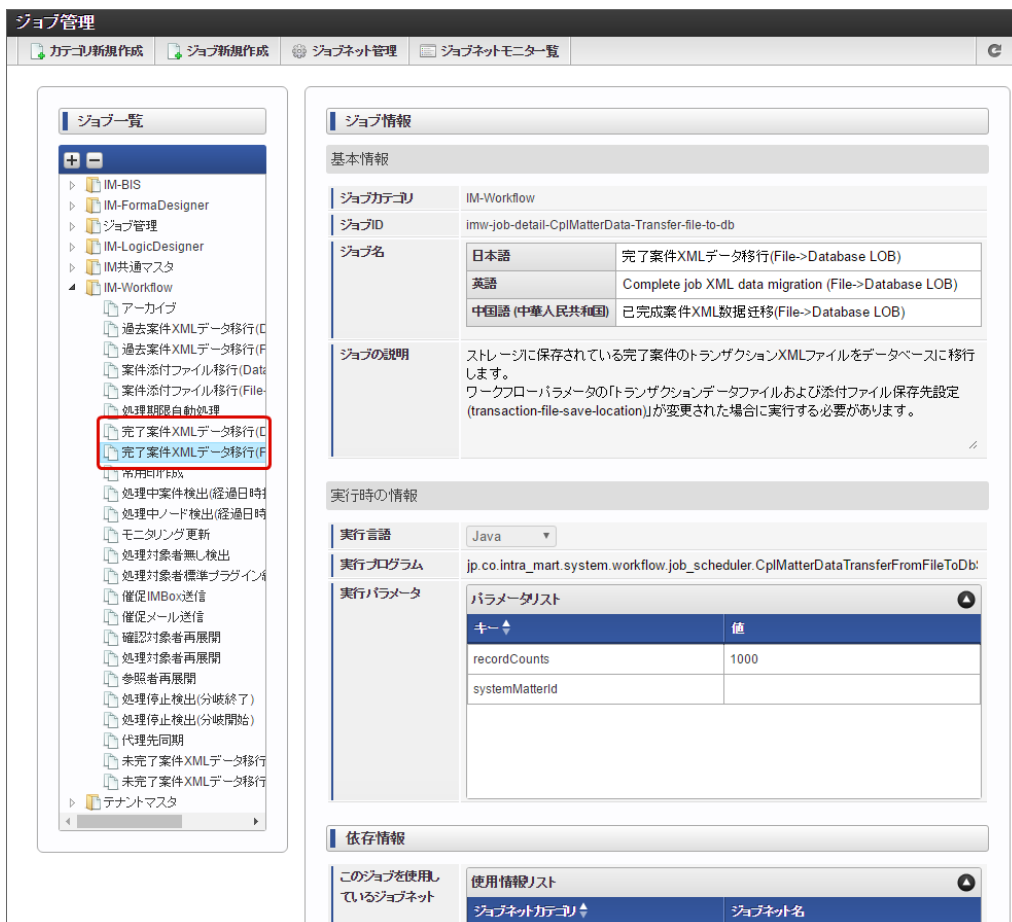 ジョブ管理
カテゴリ新規作成 ジョブ新規作成 ジョブネット管理 ジョブネットモニター覧
ジョブ一覧
IM-BIS
IM-FormaDesigner
ジョブ管理
IM-LogicDesigner
IM共通マスタ
IM-Workflow
アーカイブ
過去案件XMLデータ移行(D
過去案件XMLデータ移行(F
案件添付ファイル移行(Data
案件添付ファイル移行(File-
処理期限自動処理
完了案件XMLデータ移行(D
完了案件XMLデータ移行(F
常用印作成
処理中案件検出(経過日時
処理中ノード検出(経過日時
モニタリング更新
処理対象者無し検出
処理対象者標準プラグイン
催促IMBox送信
催促メール送信
確認対象者再展開
処理対象者再展開
参照者再展開
処理停止検出(分岐終了)
処理停止検出(分岐開始)
代理先同期
未完了案件XMLデータ移行
未完了案件XMLデータ移行
テナントマスタ
ジョブ情報
基本情報
ジョブカテゴリ IM-Workflow
ジョブID imw-job-detail-CplMatterData-Transfer-file-to-db
ジョブ名 日本語 完了案件XMLデータ移行(File->Database LOB)
英語 Complete job XML data migration (File->Database LOB)
中国語 (中華人民共和国) 已完成案件XML数据迁移(File->Database LOB)
ジョブの説明 ストレージに保存されている完了案件のトランザクションXMLファイルをデータベースに移行
します。
ワークフローパラメータの「トランザクションデータファイルおよび添付ファイル保存先設定
(transaction-file-save-location)」が変更された場合に実行する必要があります。
実行時の情報
実行言語 Java
実行プログラム jp.co.intra_mart.system.workflow.job_scheduler.CplMatterDataTransferFromFileToDb
実行パラメータ パラメータリスト
キー 値
recordCounts 1000
systemMatterId
依存情報
このジョブを使用し
ているジョブネット
使用情報リスト
ジョブネットカテゴリ ジョブネット名